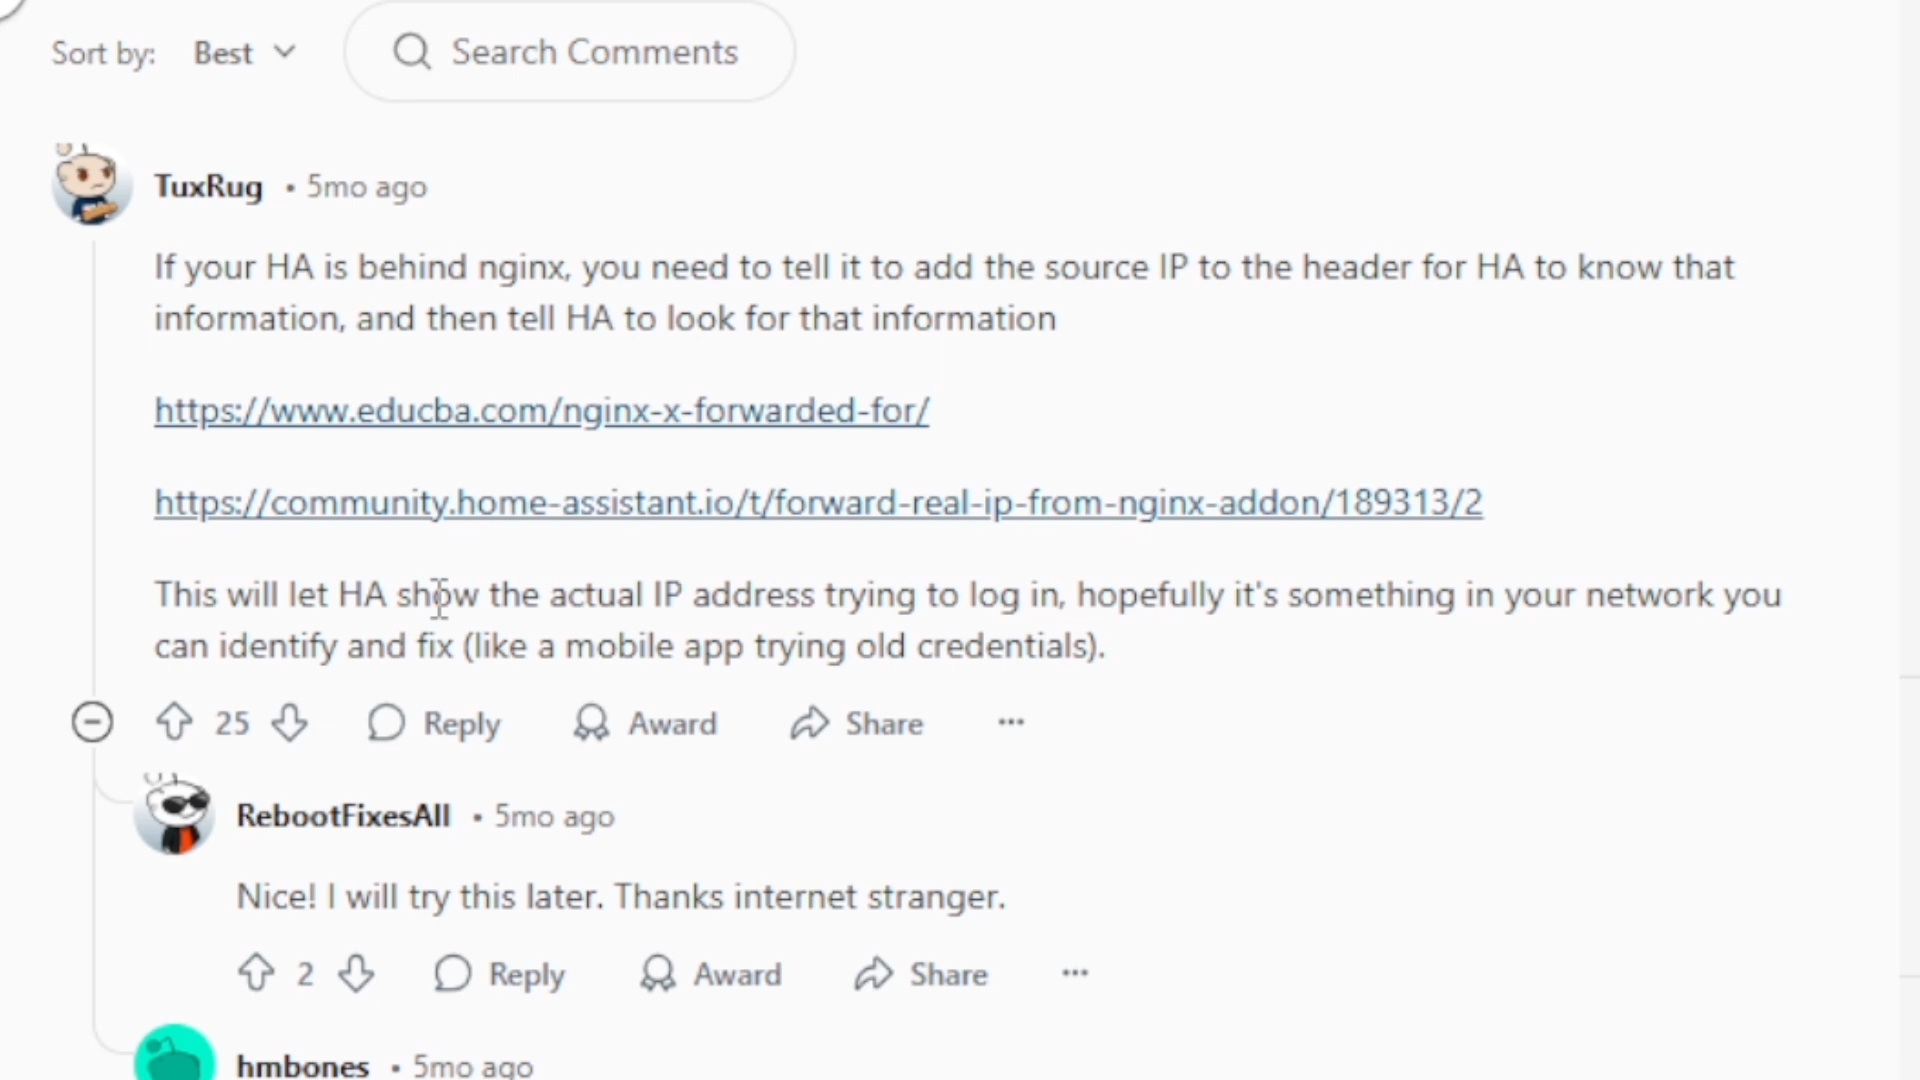 Sort by: Best Search Comments
TuxRug • 5mo ago
If your HA is behind nginx, you need to tell it to add the source IP to the header for HA to know that
information, and then tell HA to look for that information
https://www.educba.com/nginx-x-forwarded-for/
https://community.home-assistant.io/t/forward-real-ip-from-nginx-addon/189313/2
This will let HA show the actual IP address trying to log in, hopefully it's something in your network you
can identify and fix (like a mobile app trying old credentials).
25 Reply Award Share ...
RebootFixesAll • 5mo ago
Nice! I will try this later. Thanks internet stranger.
2 Reply Award Share ...
hmbones • 5mo ago